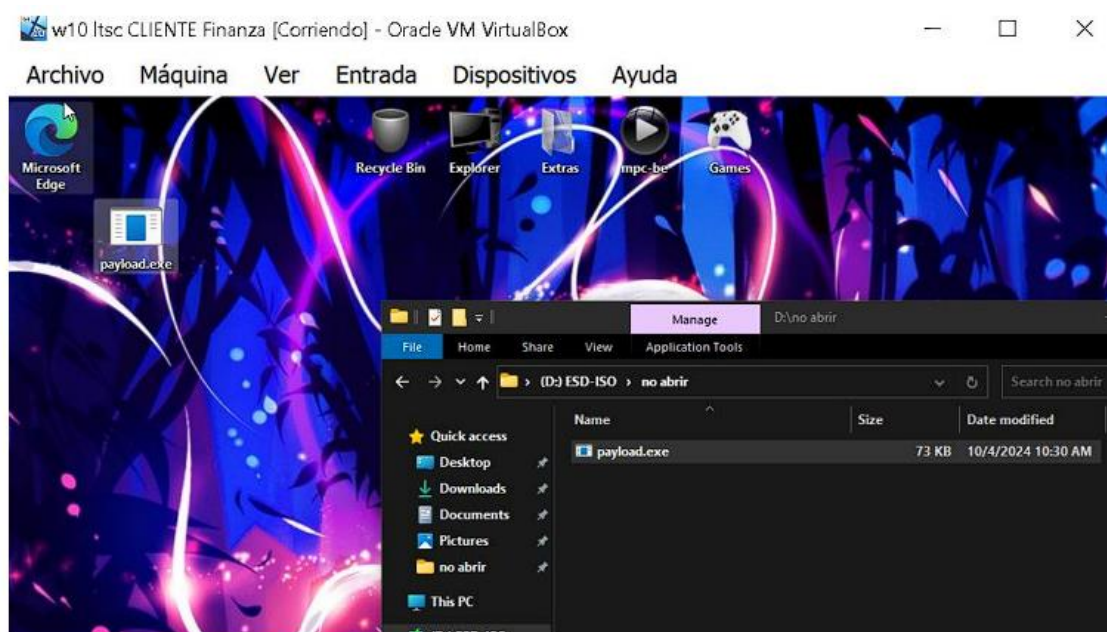 w10 ltsc CLIENTE Finanza [Corriendo] - Oracle VM VirtualBox
Archivo Máquina Ver Entrada Dispositivos Ayuda
Microsoft Edge
Recycle Bin Explorer Extras mpc-be Games
payload.exe
Manage D:\no abrir
File Home Share View Application Tools
(D:) ESD-ISO › no abrir Search no abrir
Name Size Date modified
Quick access
payload.exe 73 KB 10/4/2024 10:30 AM
Desktop
Downloads
Documents
Pictures
no abrir
This PC